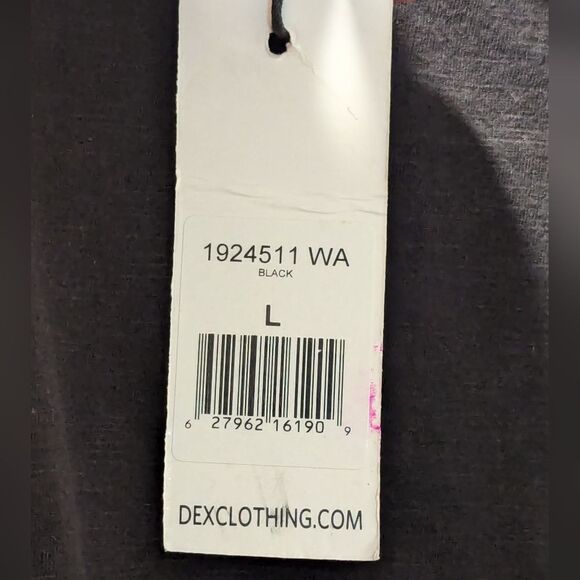 1924511 WA
BLACK
L
6 27962 16190 9
DEXCLOTHING.COM